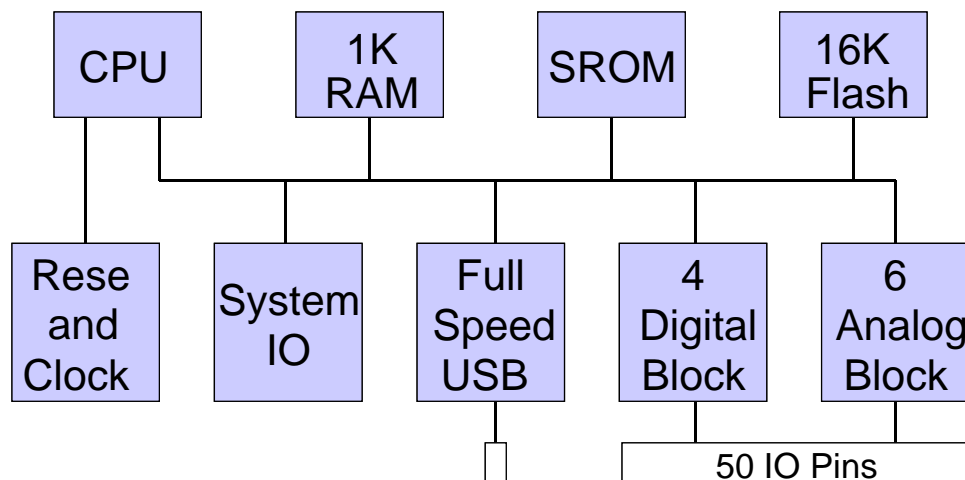 CPU
1K
RAM
SROM
16K
Flash
Rese
and
Clock
System
IO
Full
Speed
USB
4
Digital
Block
6
Analog
Block
50 IO Pins